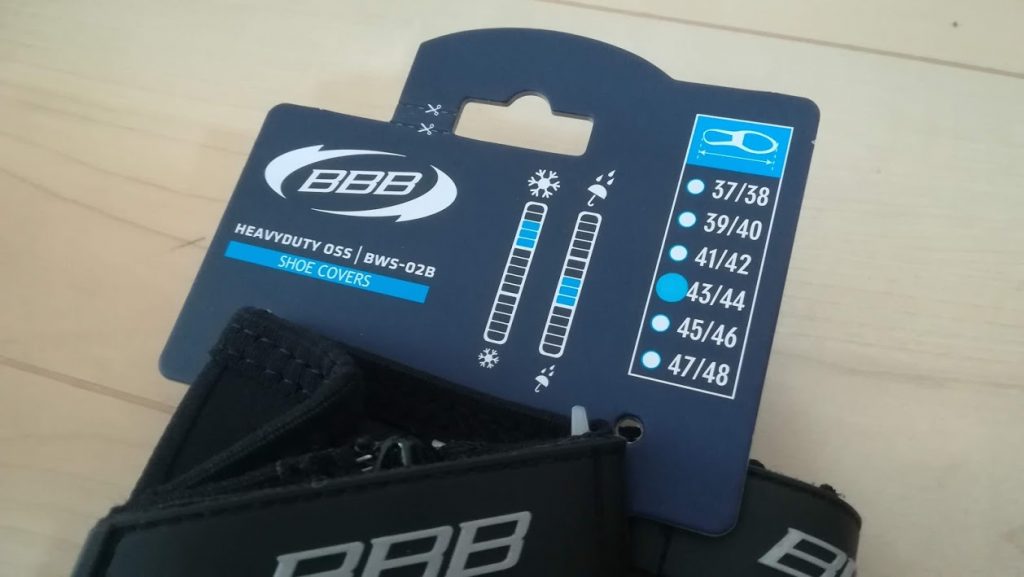 BBB
HEAVYDUTY OSS | BWS-02B
SHOE COVERS
37/38
39/40
41/42
43/44
45/46
47/48
BBB